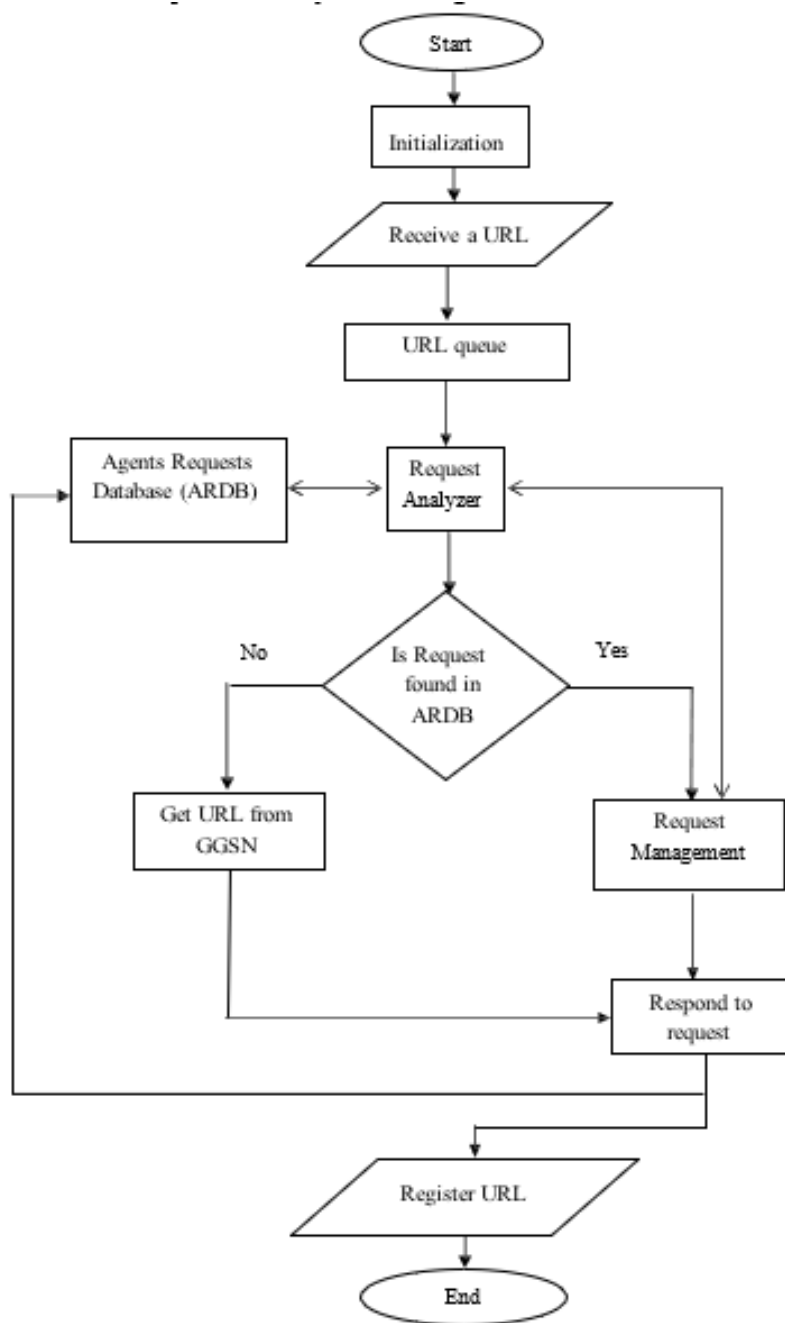 Start
Initialization
Receive a URL
URL queue
Agents Requests
Database (ARDB)
Request
Analyzer
No
Is Request
found in
ARDB
Yes
Get URL from
GGSN
Request
Management
Respond to
request
Register URL
End